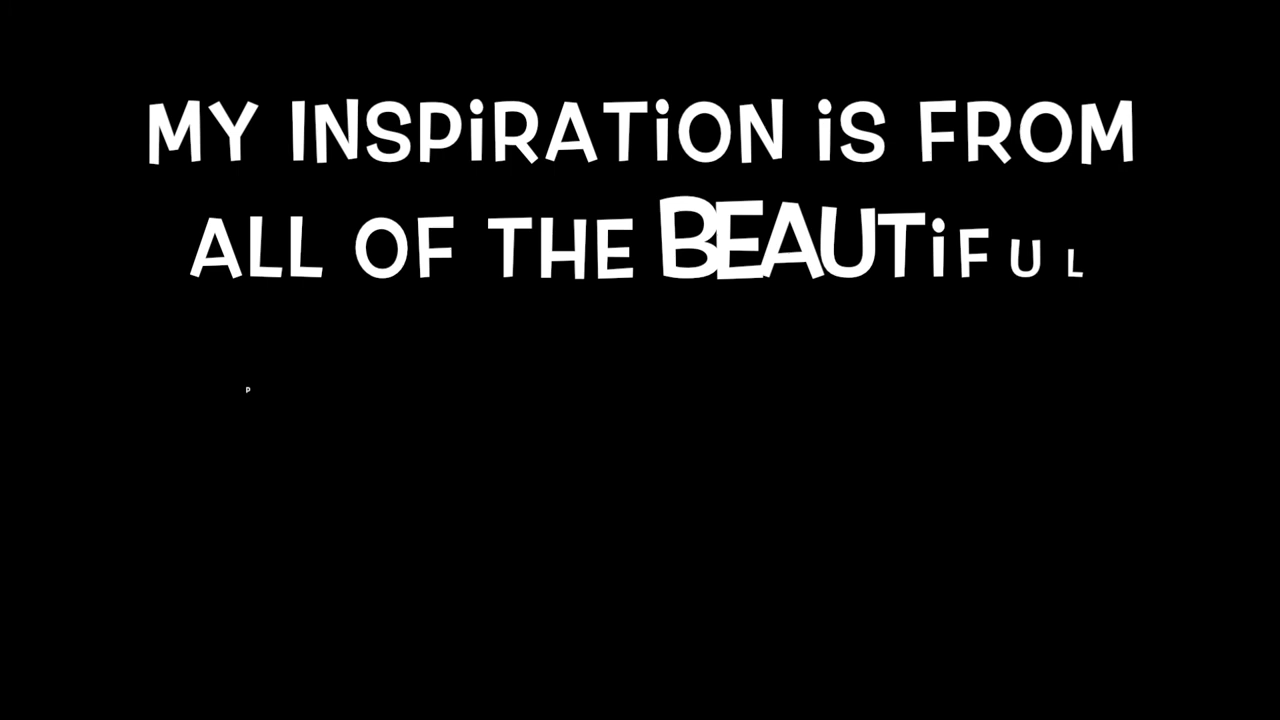 MY INSPiRATiON iS FROM
ALL OF THE BEAUTiFUL
P